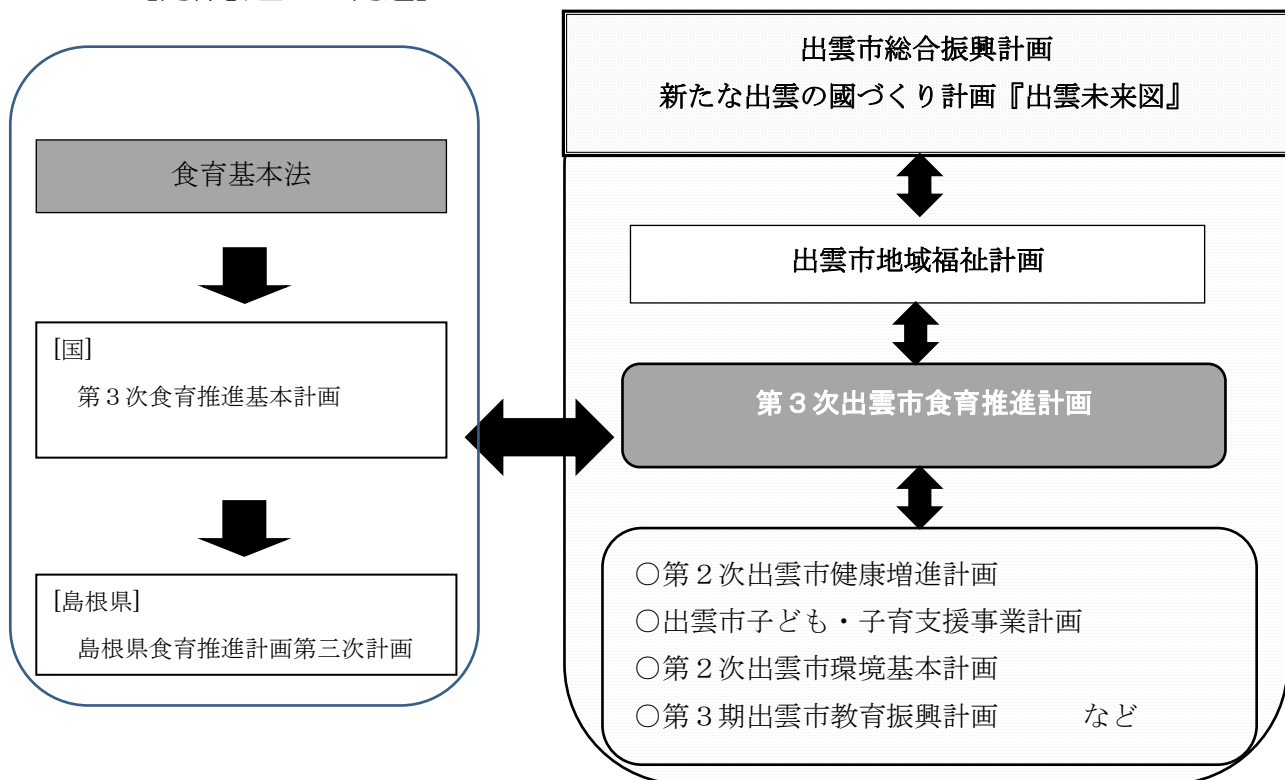 食育基本法
[国]
第３次食育推進基本計画
[島根県]
島根県食育推進計画第三次計画
出雲市総合振興計画
新たな出雲の國づくり計画『出雲未来図』
出雲市地域福祉計画
第３次出雲市食育推進計画
○第２次出雲市健康増進計画
○出雲市子ども・子育支援事業計画
○第２次出雲市環境基本計画
○第３期出雲市教育振興計画　　など